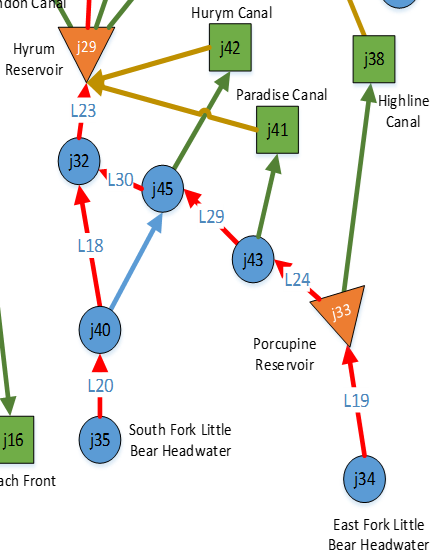 ndon Canal
Hurym Canal
j29
j42
Hyrum
Reservoir
j38
Paradise Canal
Highline
Canal
L23
j41
j32
L30
j45
L29
L18
j43
L24
j33
j40
Porcupine
Reservoir
L20
L19
j16
j35
South Fork Little
Bear Headwater
ach Front
j34
East Fork Little
Bear Headwater